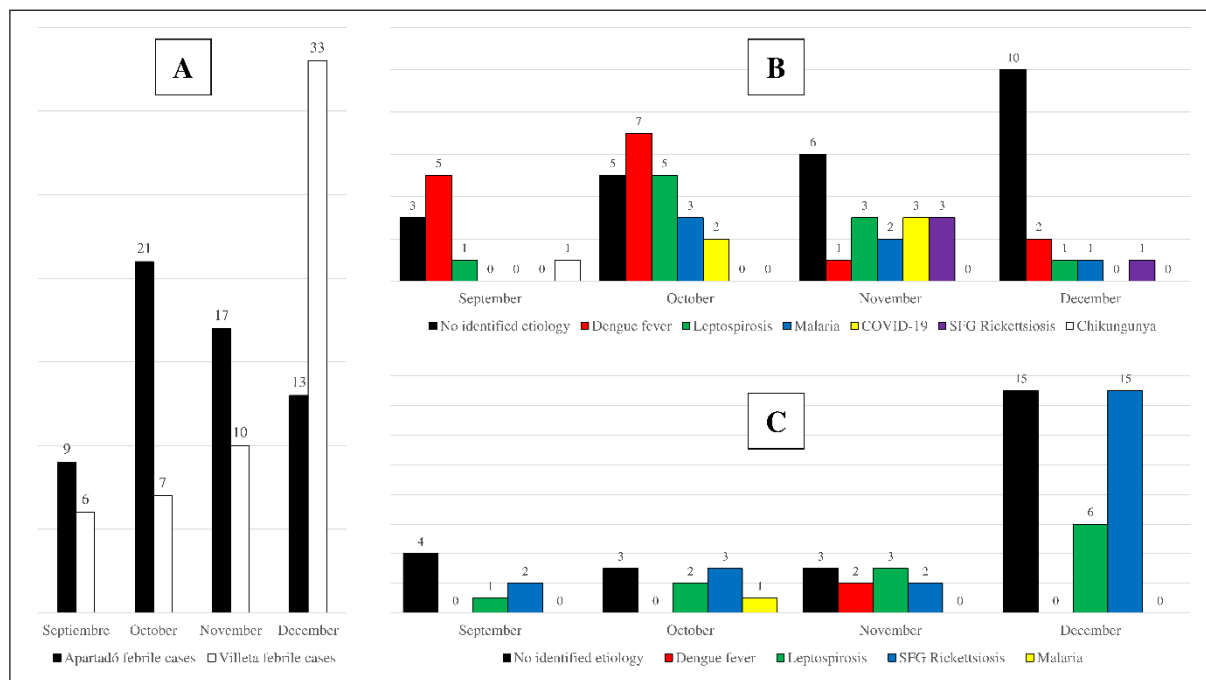 A
33
21
17
13
10
9
7
6
Septiembre October November December
Apartadó febrile cases Villeta febrile cases
B
3 5 1 0 0 0 1
5 7 5 3 2 0 0
6 1 3 2 3 3 0
10 2 1 1 0 1 0
September October November December
No identified etiology Dengue fever Leptospirosis Malaria COVID-19 SFG Rickettsiosis Chikungunya
C
4 0 1 2 0
3 0 2 3 1
3 2 3 2 0
15 0 6 15 0
September October November December
No identified etiology Dengue fever Leptospirosis SFG Rickettsiosis Malaria